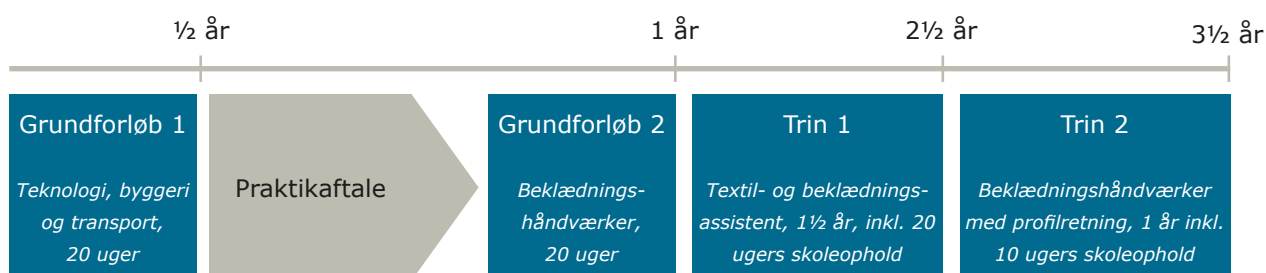 ½ år
1 år
2½ år
3½ år
Grundforløb 1
Teknologi, byggeri
og transport,
20 uger
Praktikaftale
Grundforløb 2
Beklædnings-
håndværker,
20 uger
Trin 1
Textil- og beklædnings-
assistent, 1½ år, inkl. 20
ugers skoleophold
Trin 2
Beklædningshåndværker
med profilretning, 1 år inkl.
10 ugers skoleophold